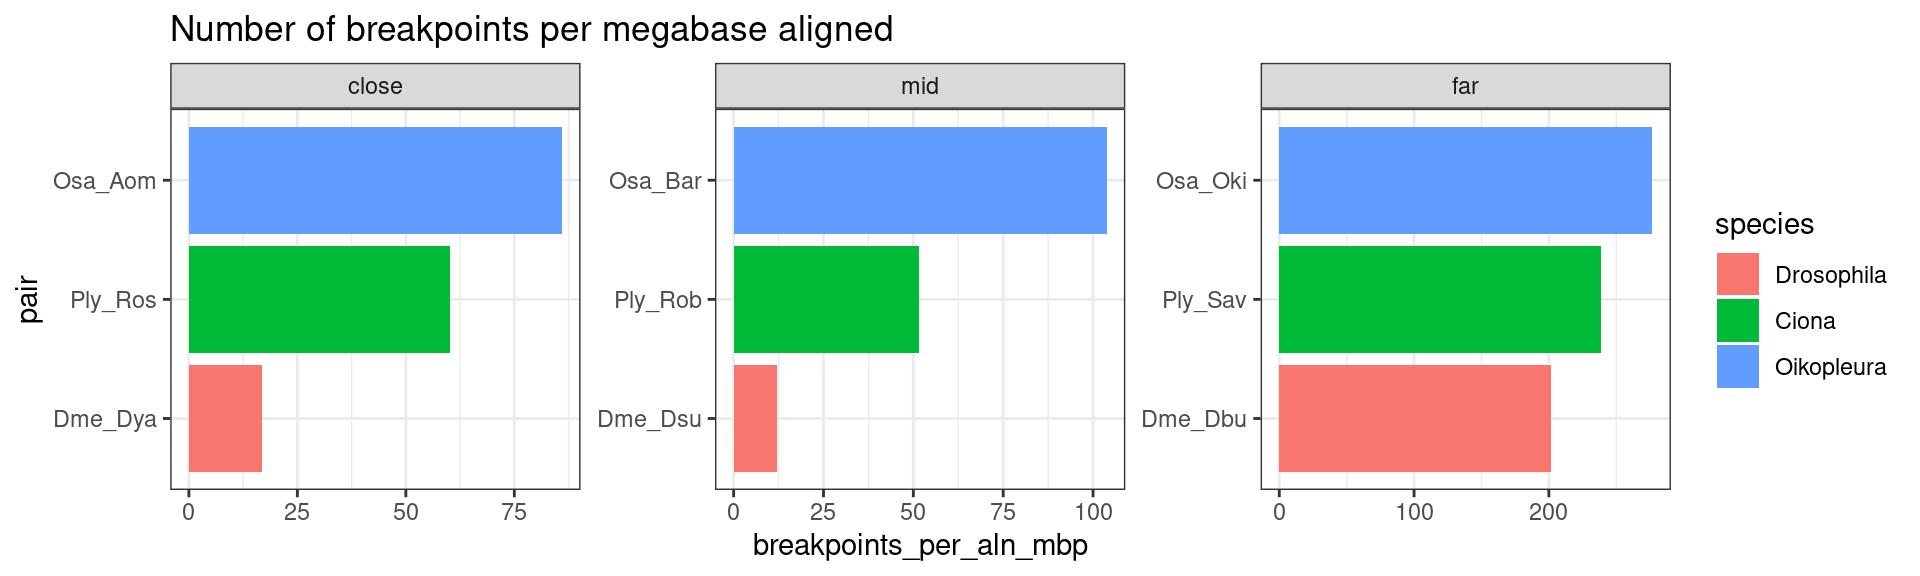 Number of breakpoints per megabase aligned
close
mid
far
pair
Osa_Aom
Ply_Ros
Dme_Dya
0 25 50 75
Osa_Bar
Ply_Rob
Dme_Dsu
0 25 50 75 100
Osa_Oki
Ply_Sav
Dme_Dbu
0 100 200
breakpoints_per_aln_mbp
species
Drosophila
Ciona
Oikopleura